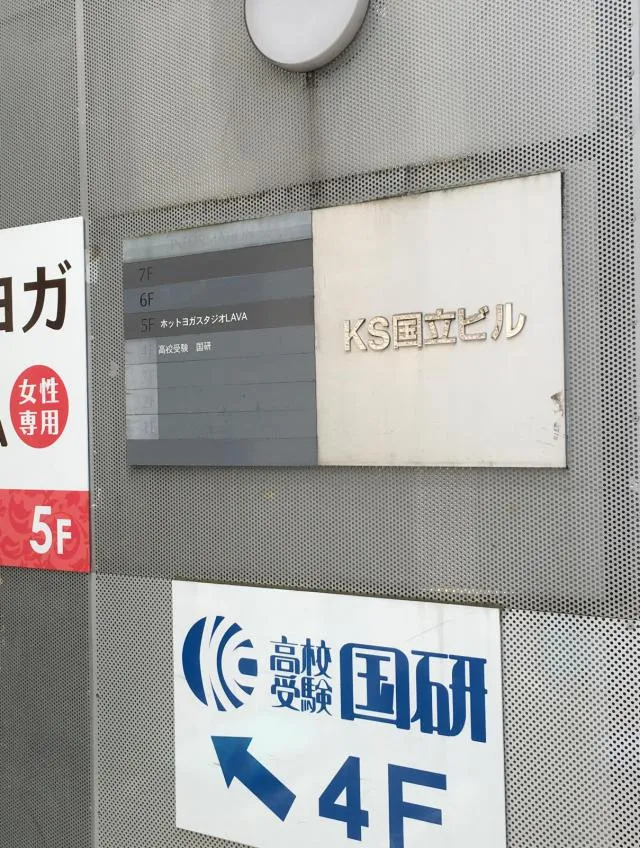 7F
6F
5F ホットヨガスタジオLAVA
高校受験 国研
KS国立ビル
ヨガ
女性
専用
5F
高校
受験
国研
4F